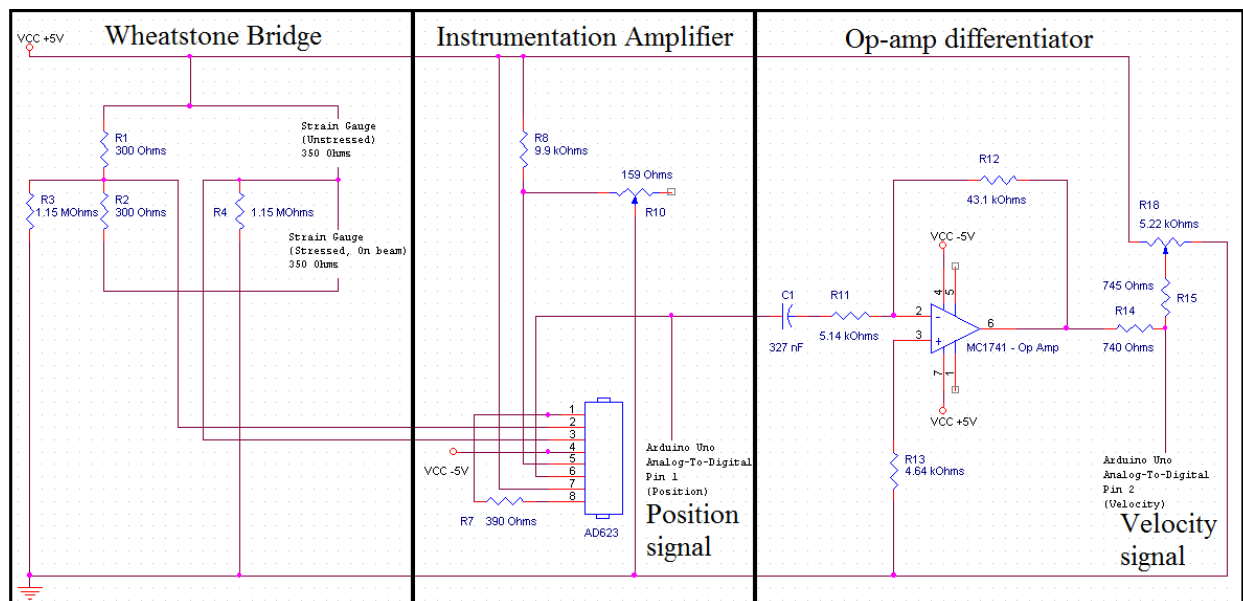 Wheatstone Bridge
Instrumentation Amplifier
Op-amp differentiator
VCC +5V
R1
300 Ohms
Strain Gauge
(Unstressed)
350 Ohms
R3
1.15 MOhms
R2
300 Ohms
R4
1.15 MOhms
Strain Gauge
(Stressed, On beam)
350 Ohms
R8
9.9 kOhms
159 Ohms
R10
1
2
3
4
5
6
7
8
VCC -5V
R7
390 Ohms
AD623
Arduino Uno
Analog-To-Digital
Pin 1
(Position)
Position
signal
C1
327 nF
R11
5.14 kOhms
R12
43.1 kOhms
VCC -5V
4
5
2
-
6
3
+
MC1741 - Op Amp
7
1
VCC +5V
R13
4.64 kOhms
R18
5.22 kOhms
745 Ohms
R15
R14
740 Ohms
Arduino Uno
Analog-To-Digital
Pin 2
(Velocity)
Velocity
signal